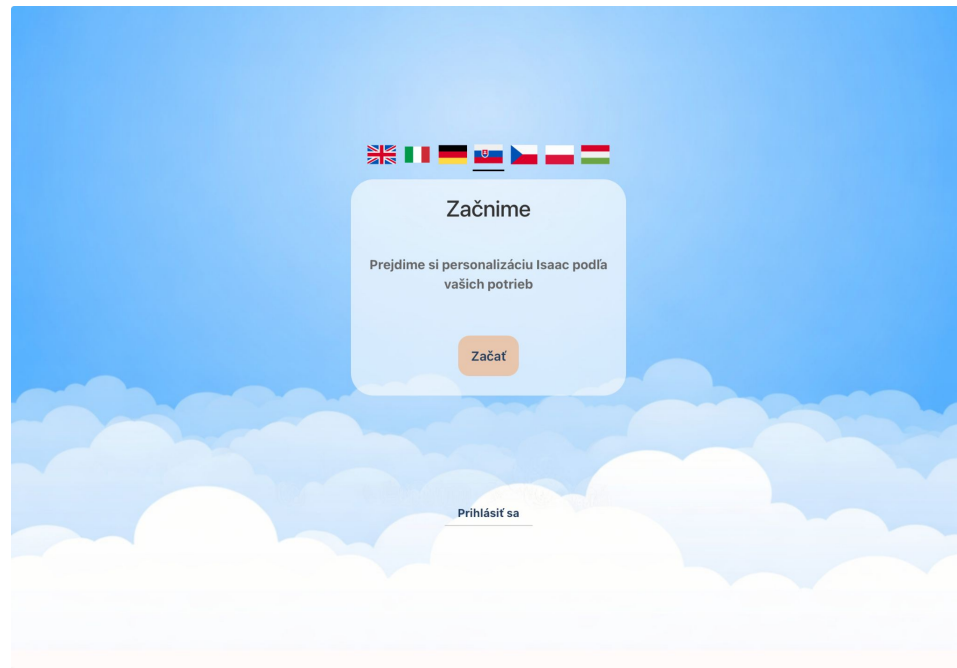 Začnime
Prejdime si personalizáciu Isaac podľa
vašich potrieb
Začať
Prihlásiť sa